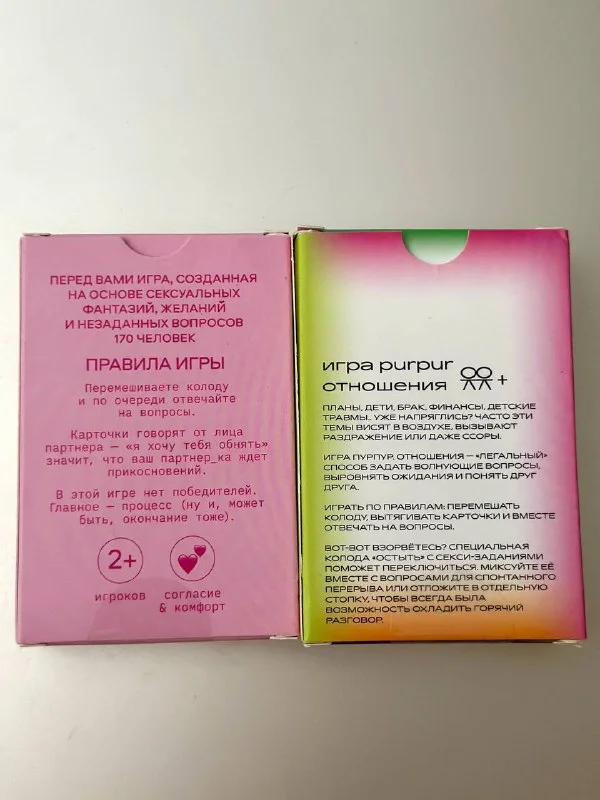 ПЕРЕД ВАМИ ИГРА, СОЗДАННАЯ
НА ОСНОВЕ СЕКСУАЛЬНЫХ
ФАНТАЗИЙ, ЖЕЛАНИЙ
И НЕЗАДАННЫХ ВОПРОСОВ
170 ЧЕЛОВЕК
ПРАВИЛА ИГРЫ
Перемешиваете колоду
и по очереди отвечайте
на вопросы.
Карточки говорят от лица
партнера — «я хочу тебя обнять»
значит, что ваш партнер_ка ждет
прикосновений.
В этой игре нет победителей.
Главное — процесс (ну и, может
быть, окончание тоже).
2+
игроков
согласие
& комфорт
игра purpur
отношения
+
ПЛАНЫ, ДЕТИ, БРАК, ФИНАНСЫ, ДЕТСКИЕ
ТРАВМЫ.. УЖЕ НАПРЯГЛИСЬ? ЧАСТО ЭТИ
ТЕМЫ ВИСЯТ В ВОЗДУХЕ, ВЫЗЫВАЮТ
РАЗДРАЖЕНИЕ ИЛИ ДАЖЕ ССОРЫ.
ИГРА ПУРПУР. ОТНОШЕНИЯ — «ЛЕГАЛЬНЫЙ»
СПОСОБ ЗАДАТЬ ВОЛНУЮЩИЕ ВОПРОСЫ,
ВЫРОВНЯТЬ ОЖИДАНИЯ И ПОНЯТЬ ДРУГ
ДРУГА.
ИГРАТЬ ПО ПРАВИЛАМ: ПЕРЕМЕШАТЬ
КОЛОДУ, ВЫТЯГИВАТЬ КАРТОЧКИ И ВМЕСТЕ
ОТВЕЧАТЬ НА ВОПРОСЫ.
ВОТ-ВОТ ВЗОРВЁТЕСЬ? СПЕЦИАЛЬНАЯ
КОЛОДА «ОСТЫТЬ» С СЕКСИ-ЗАДАНИЯМИ
ПОМОЖЕТ ПЕРЕКЛЮЧИТЬСЯ. МИКСУЙТЕ ЕЁ
ВМЕСТЕ С ВОПРОСАМИ ДЛЯ СПОНТАННОГО
ПЕРЕРЫВА ИЛИ ОТЛОЖИТЕ В ОТДЕЛЬНУЮ
СТОПКУ, ЧТОБЫ ВСЕГДА БЫЛА
ВОЗМОЖНОСТЬ ОХЛАДИТЬ ГОРЯЧИЙ
РАЗГОВОР.